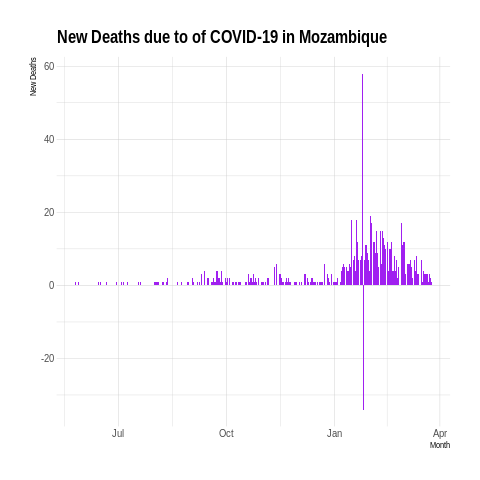 New Deaths due to of COVID-19 in Mozambique
New Deaths
60
40
20
0
-20
Jul
Oct
Jan
Apr
Month